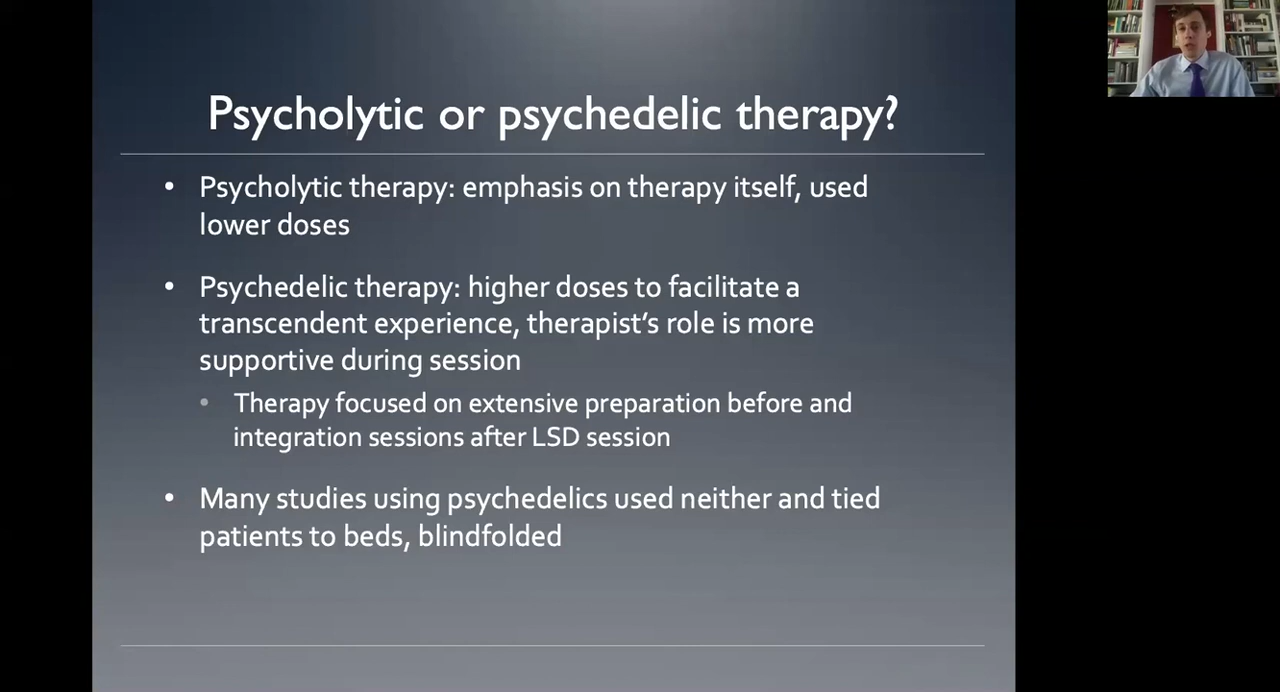 Psycholytic or psychedelic therapy?
• Psycholytic therapy: emphasis on therapy itself, used
lower doses
• Psychedelic therapy: higher doses to facilitate a
transcendent experience, therapist’s role is more
supportive during session
• Therapy focused on extensive preparation before and
integration sessions after LSD session
• Many studies using psychedelics used neither and tied
patients to beds, blindfolded